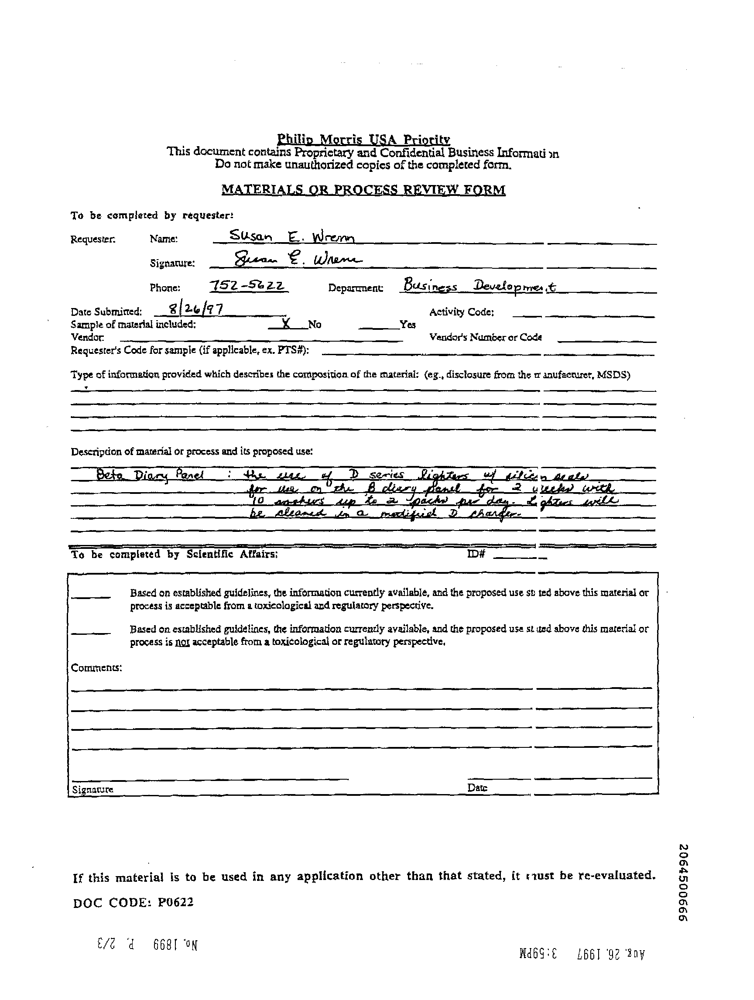 Philip Morris USA Priority
This document contains Proprietary and Confidential Business Information
Do not make unauthorized copies of the completed form.
MATERIALS OR PROCESS REVIEW FORM
To be completed by requester:
Requester: Name: Susan E. Wrenn
Signature: Susan E. Wrenn
Phone: 752-5622 Department: Business Development
Date Submitted: 8/26/97 Activity Code:
Sample of material included: X No Yes
Vendor: Vendor's Number or Code
Requester's Code for sample (if applicable, ex. PTS#):
Type of information provided which describes the composition of the material: (eg., disclosure from the manufacturer, MSDS)
Description of material or process and its proposed use:
Beta Diary Panel : the use of D series lighters w/ silicon seals
for use on the B diary panel for 2 weeks with
10 smokers up to 2 packs per day. Lighters will
be cleaned in a modified D charger.
To be completed by Scientific Affairs: ID#
Based on established guidelines, the information currently available, and the proposed use stated above this material or
process is acceptable from a toxicological and regulatory perspective.
Based on established guidelines, the information currently available, and the proposed use stated above this material or
process is not acceptable from a toxicological or regulatory perspective.
Comments:
Signature Date
If this material is to be used in any application other than that stated, it must be re-evaluated.
DOC CODE: P0622
2064500666
No. 1899 P. 2/3
Aug. 26 1997 3:59PM